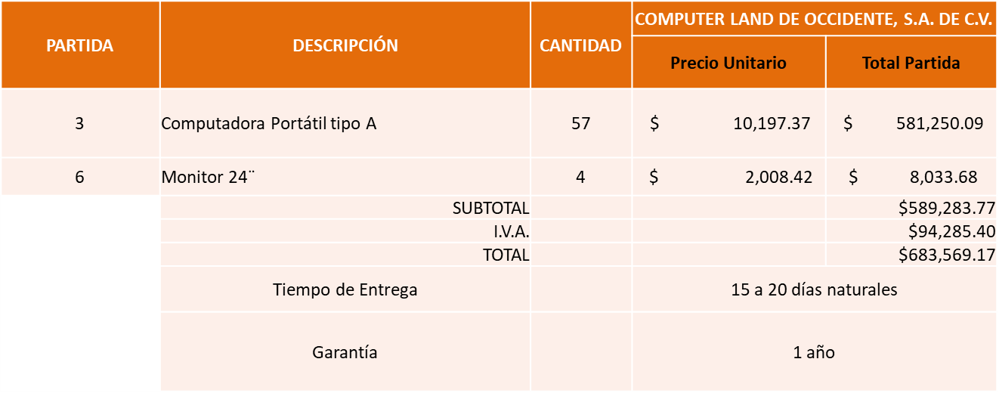 PARTIDA DESCRIPCIÓN CANTIDAD COMPUTER LAND DE OCCIDENTE, S.A. DE C.V.
Precio Unitario Total Partida
3 Computadora Portátil tipo A 57 $ 10,197.37 $ 581,250.09
6 Monitor 24¨ 4 $ 2,008.42 $ 8,033.68
SUBTOTAL $589,283.77
I.V.A. $94,285.40
TOTAL $683,569.17
Tiempo de Entrega 15 a 20 días naturales
Garantía 1 año